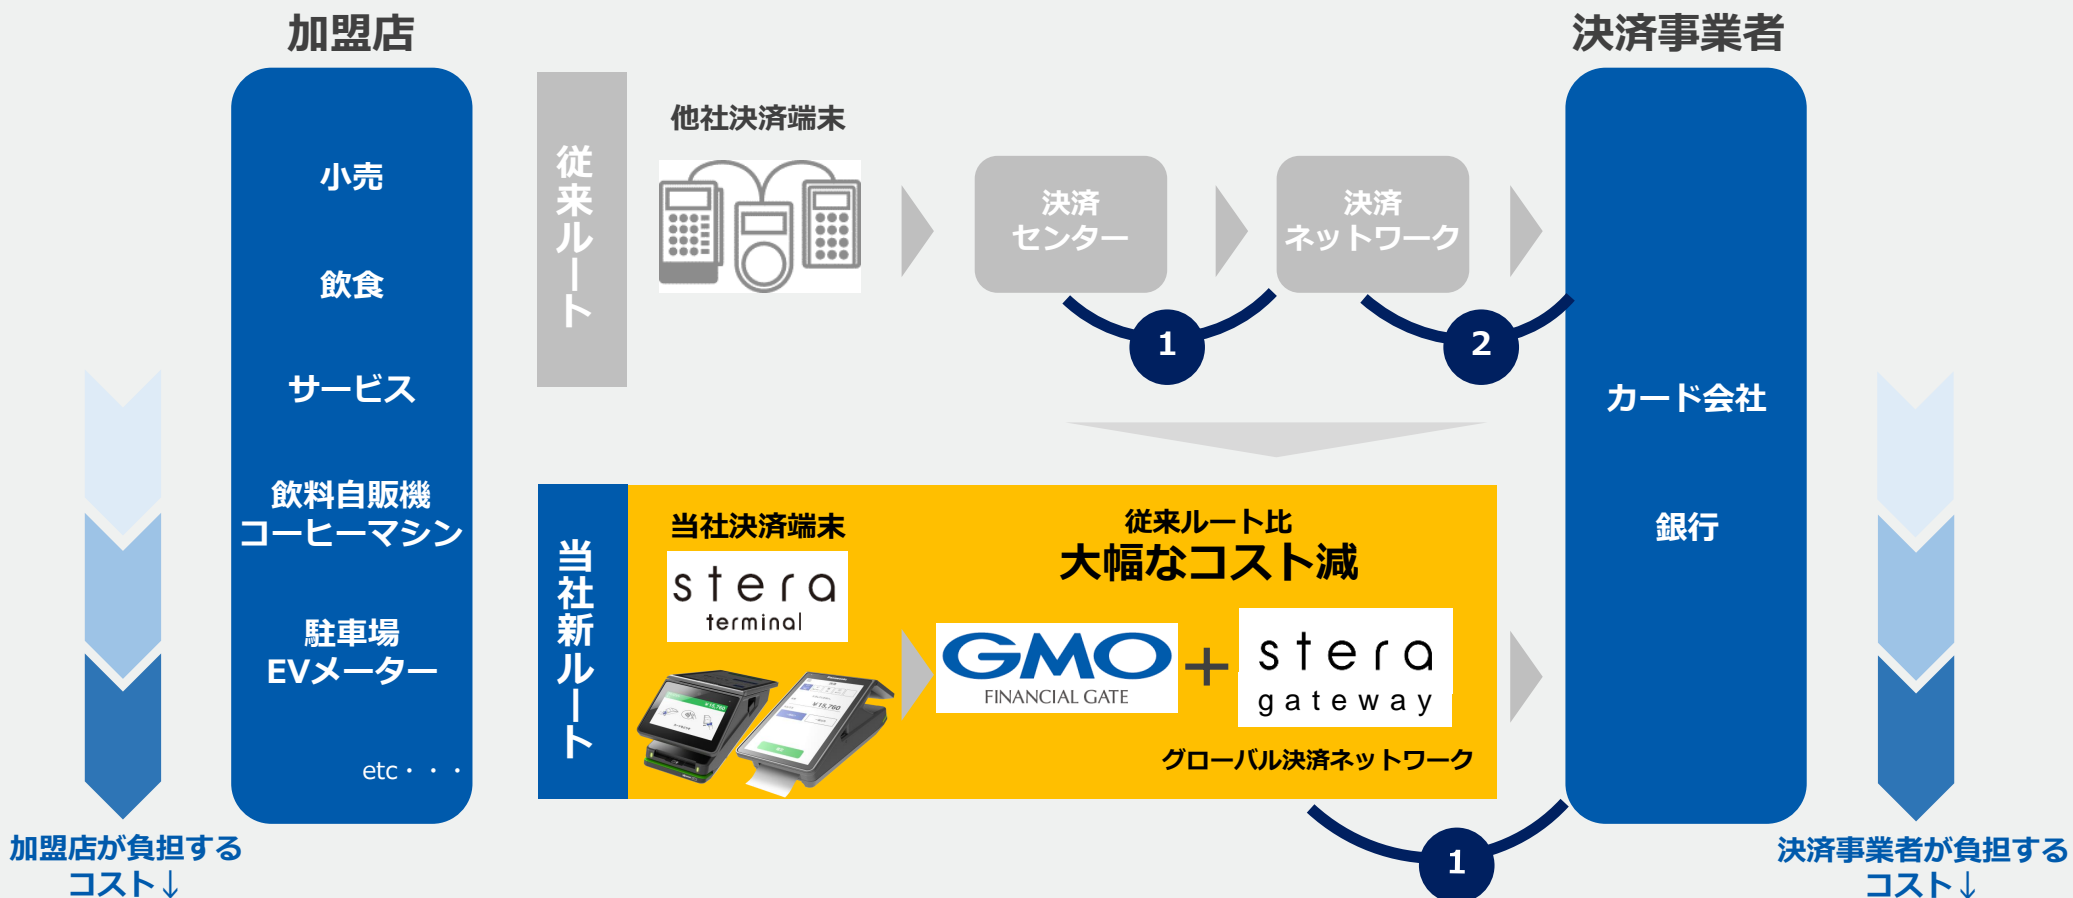 加盟店
決済事業者
小売
飲食
サービス
飲料自販機
コーヒーマシン
駐車場
EVメーター
etc・・・
従来ルート
他社決済端末
決済
センター
決済
ネットワーク
1
2
カード会社
銀行
当社新ルート
当社決済端末
stera
terminal
従来ルート比
大幅なコスト減
GMO
FINANCIAL GATE
+
stera
gateway
グローバル決済ネットワーク
1
加盟店が負担する
コスト↓
決済事業者が負担する
コスト↓